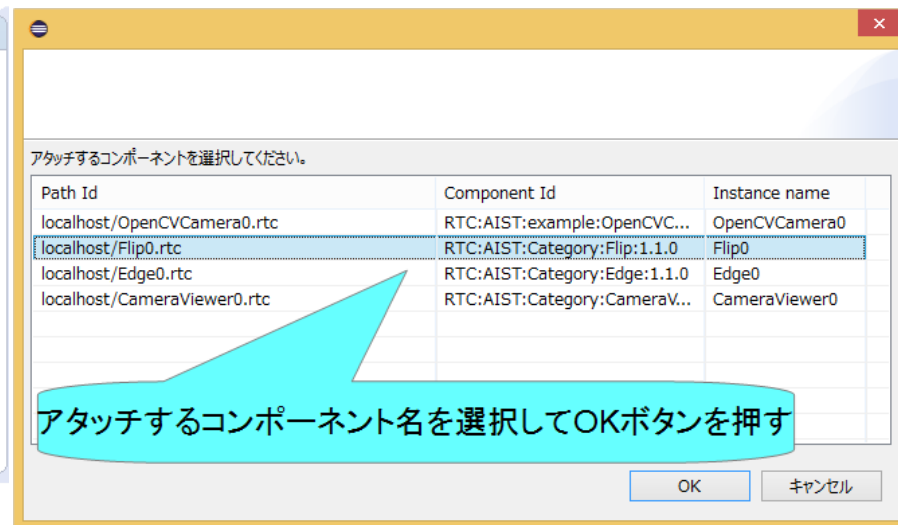 アタッチするコンポーネントを選択してください。
Path Id Component Id Instance name
localhost/OpenCVCamera0.rtc RTC:AIST:example:OpenCVC... OpenCVCamera0
localhost/Flip0.rtc RTC:AIST:Category:Flip:1.1.0 Flip0
localhost/Edge0.rtc RTC:AIST:Category:Edge:1.1.0 Edge0
localhost/CameraViewer0.rtc RTC:AIST:Category:CameraV... CameraViewer0
アタッチするコンポーネント名を選択してOKボタンを押す
OK キャンセル